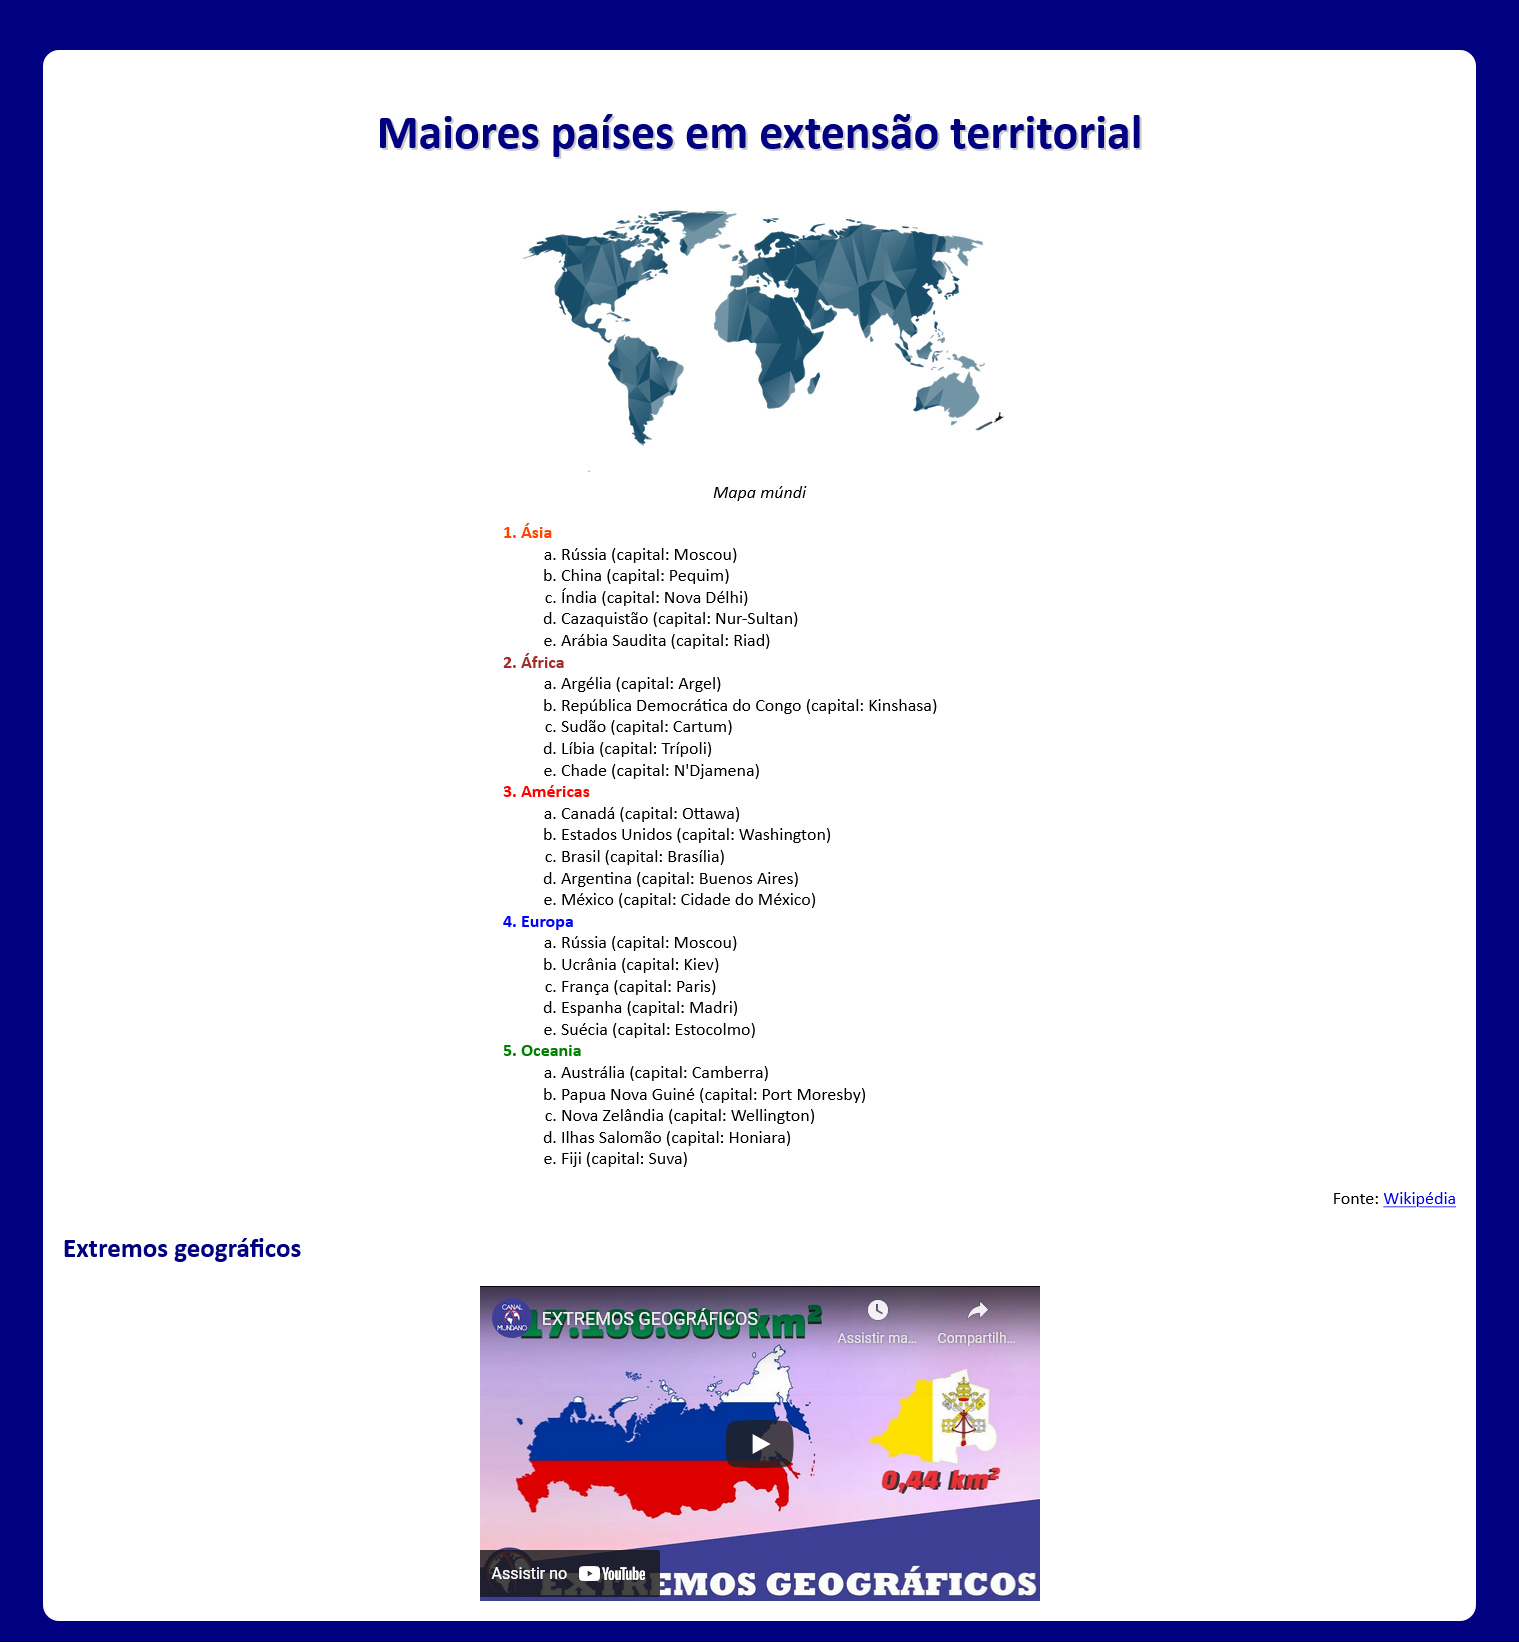 Maiores países em extensão territorial
Mapa múndi
1. Ásia
a. Rússia (capital: Moscou)
b. China (capital: Pequim)
c. Índia (capital: Nova Délhi)
d. Cazaquistão (capital: Nur-Sultan)
e. Arábia Saudita (capital: Riad)
2. África
a. Argélia (capital: Argel)
b. República Democrática do Congo (capital: Kinshasa)
c. Sudão (capital: Cartum)
d. Líbia (capital: Trípoli)
e. Chade (capital: N'Djamena)
3. Américas
a. Canadá (capital: Ottawa)
b. Estados Unidos (capital: Washington)
c. Brasil (capital: Brasília)
d. Argentina (capital: Buenos Aires)
e. México (capital: Cidade do México)
4. Europa
a. Rússia (capital: Moscou)
b. Ucrânia (capital: Kiev)
c. França (capital: Paris)
d. Espanha (capital: Madri)
e. Suécia (capital: Estocolmo)
5. Oceania
a. Austrália (capital: Camberra)
b. Papua Nova Guiné (capital: Port Moresby)
c. Nova Zelândia (capital: Wellington)
d. Ilhas Salomão (capital: Honiara)
e. Fiji (capital: Suva)
Fonte: Wikipédia
Extremos geográficos
CANAL MUNDANO
EXTREMOS GEOGRÁFICOS
17.100.000 km²
Assistir ma...
Compartilh...
0,44 km²
Assistir no YouTube
EXTREMOS GEOGRÁFICOS